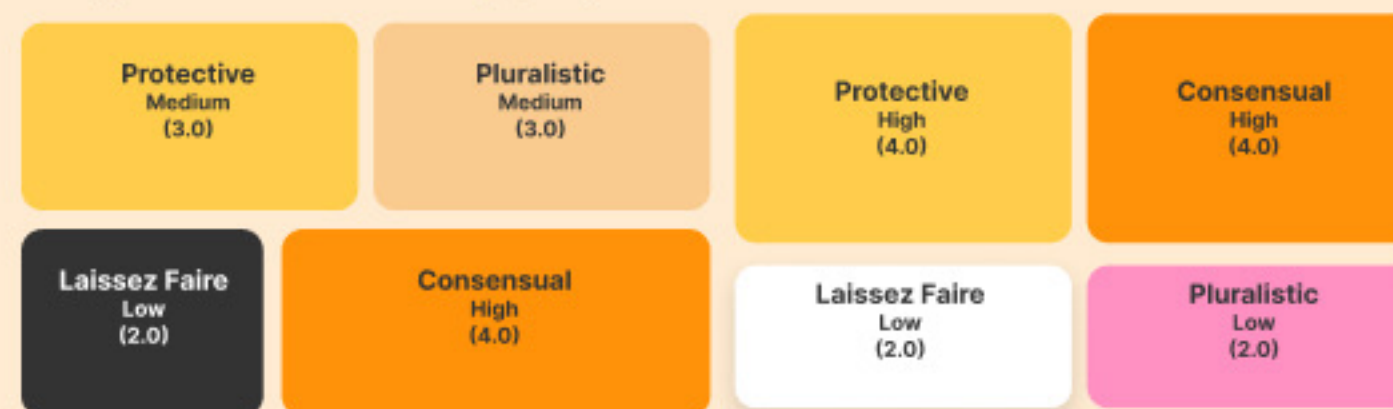 Protective
Medium
(3.0)
Pluralistic
Medium
(3.0)
Laissez Faire
Low
(2.0)
Consensual
High
(4.0)
Protective
High
(4.0)
Consensual
High
(4.0)
Laissez Faire
Low
(2.0)
Pluralistic
Low
(2.0)